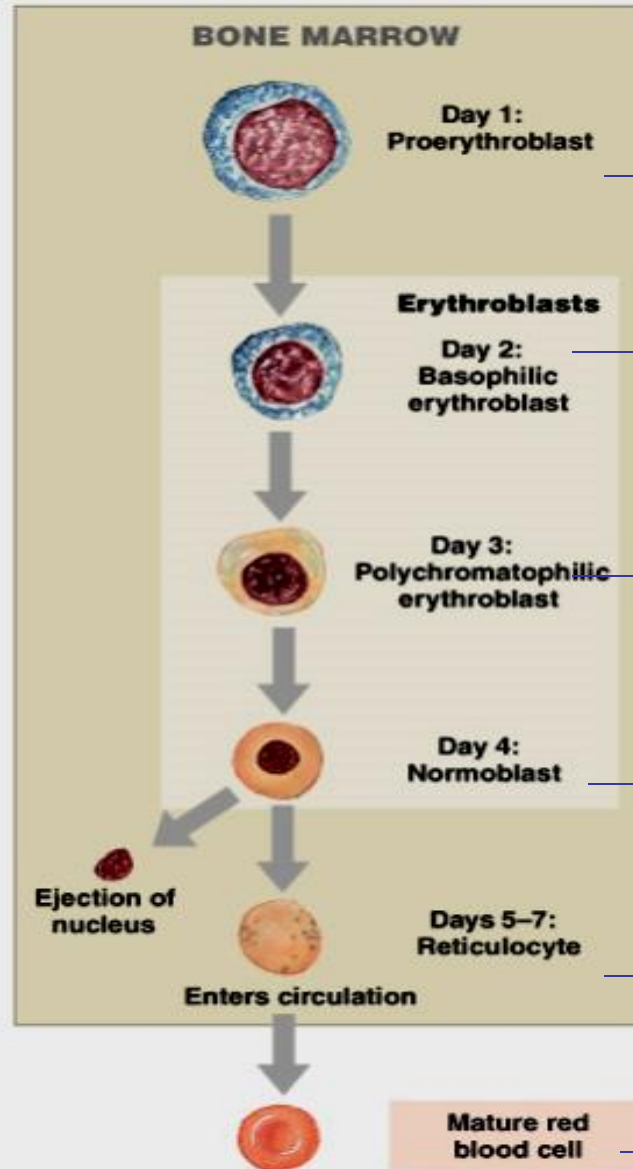 BONE MARROW
Day 1:
Proerythroblast
Erythroblasts
Day 2:
Basophilic
erythroblast
Day 3:
Polychromatophilic
erythroblast
Day 4:
Normoblast
Ejection of
nucleus
Days 5–7:
Reticulocyte
Enters circulation
Mature red
blood cell